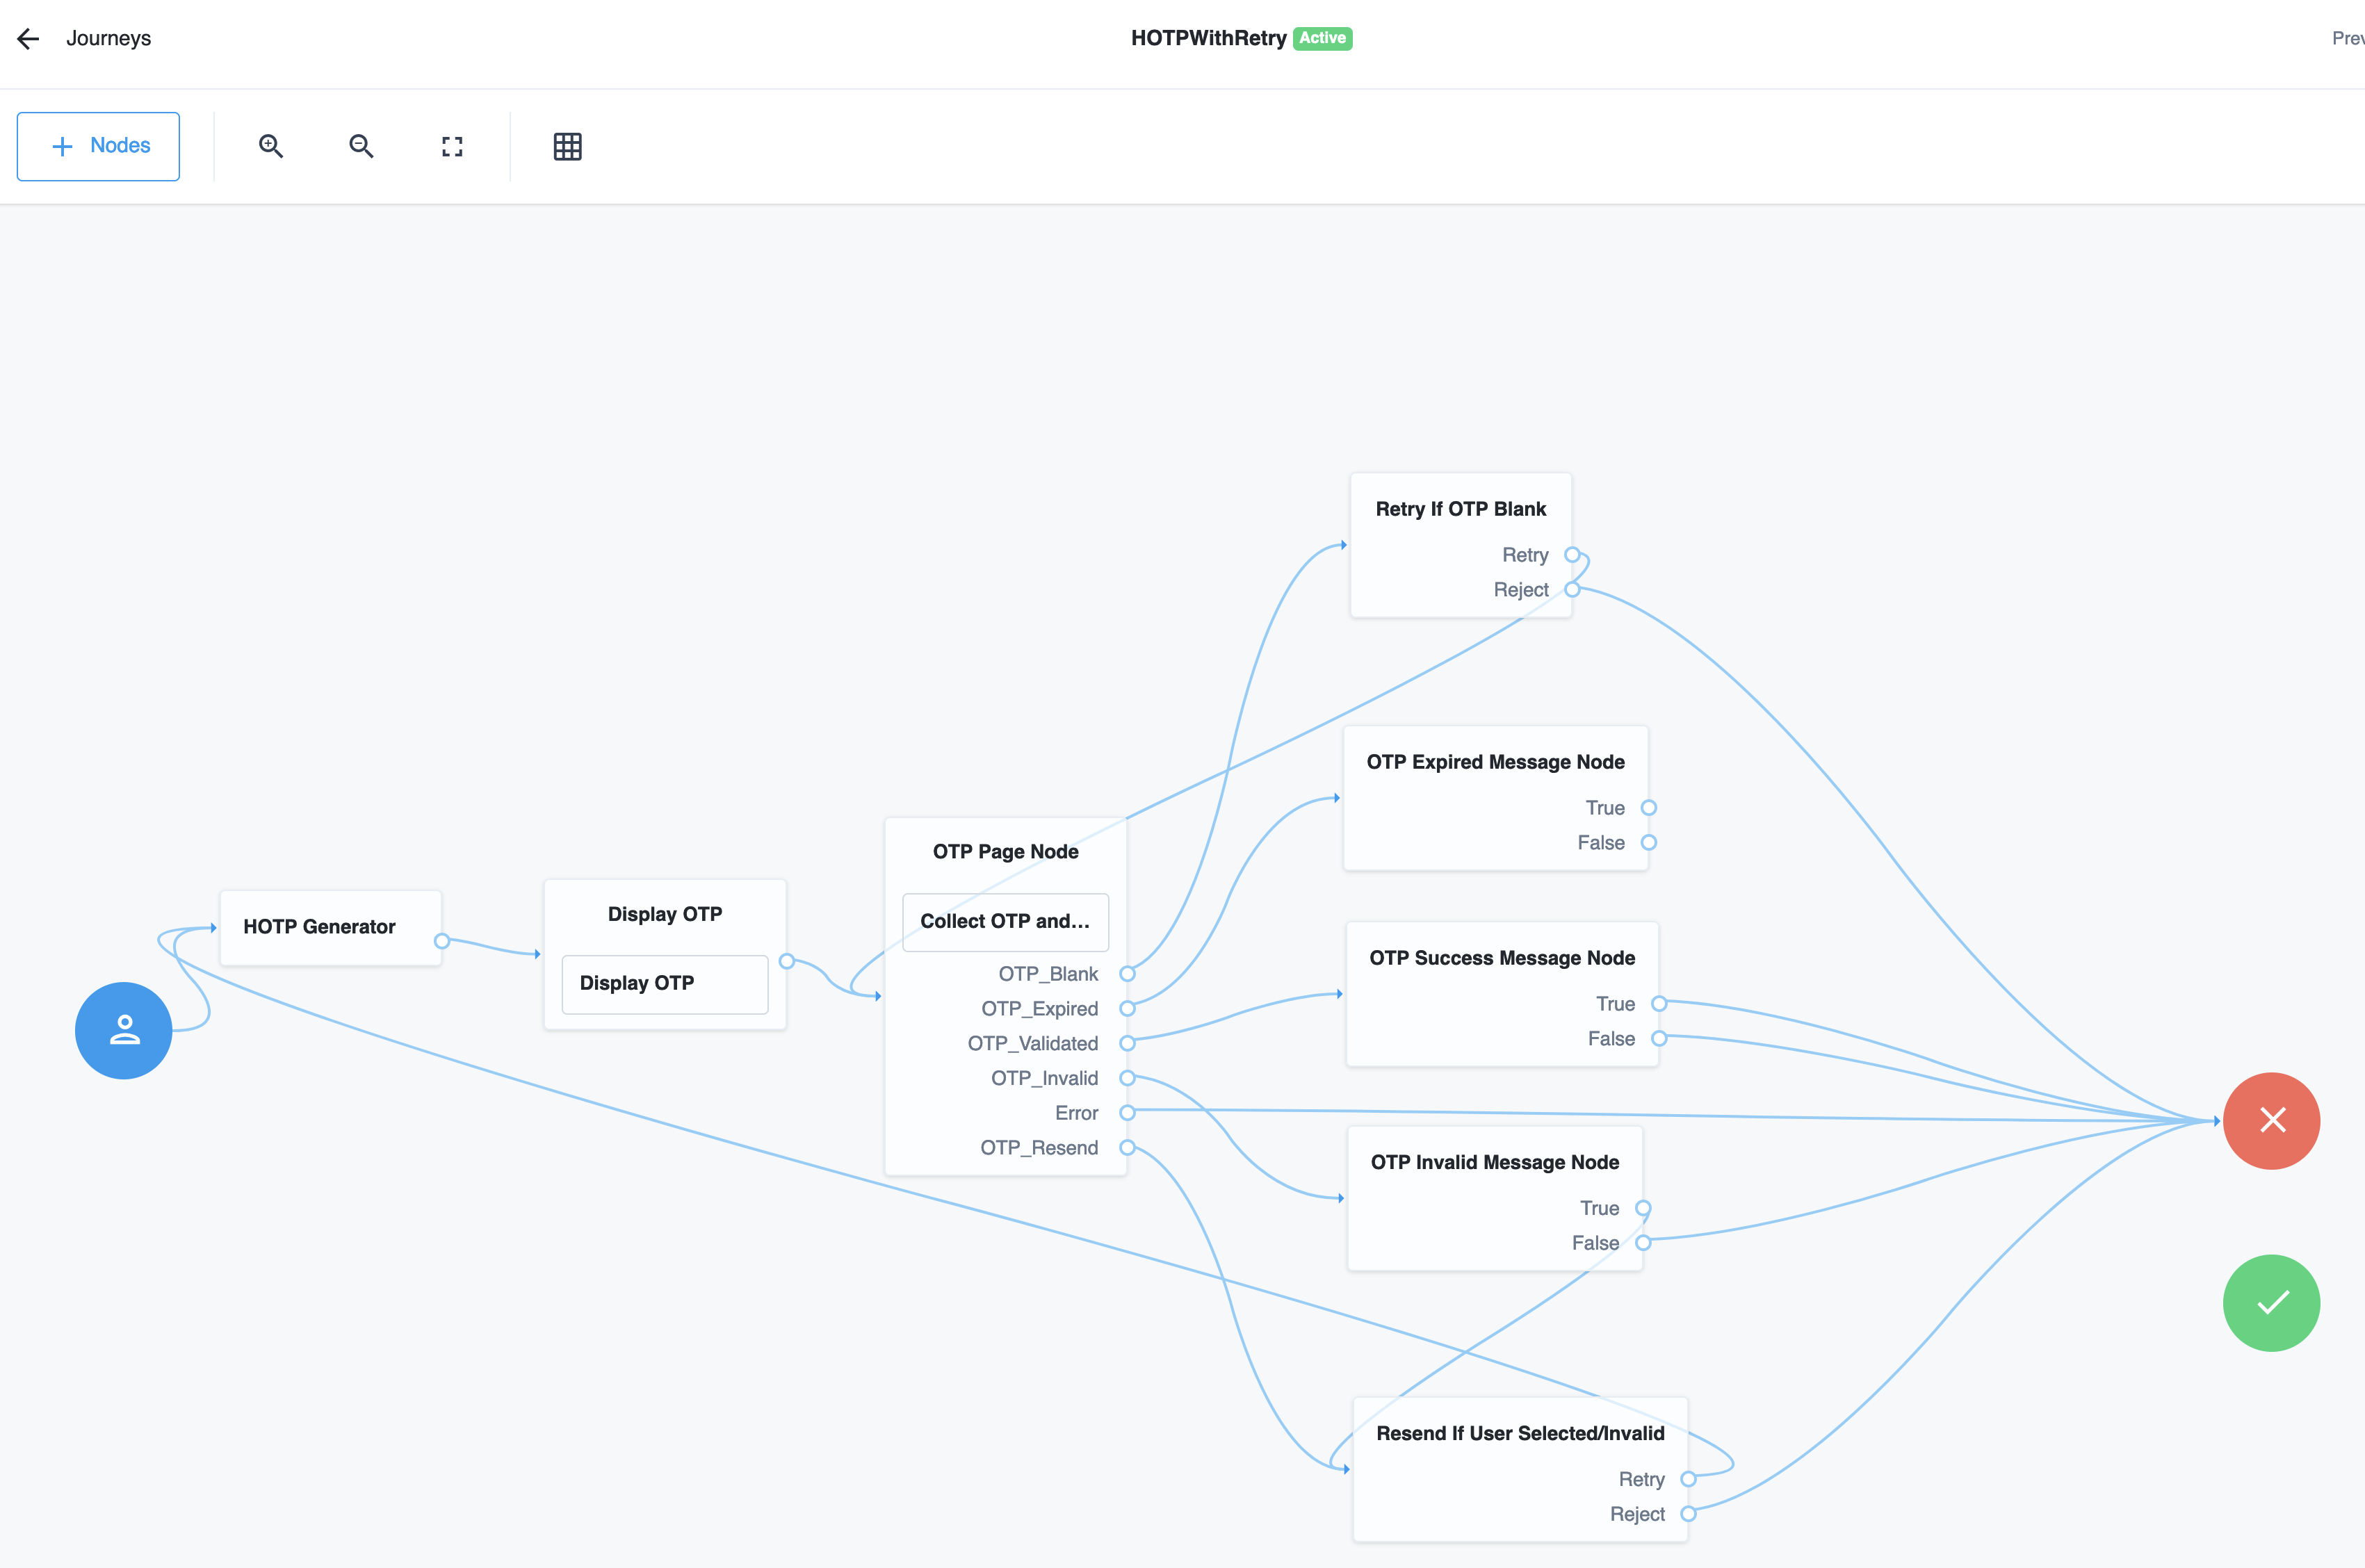 Journeys
HOTPWithRetry Active
Prev
Nodes
Retry If OTP Blank
Retry
Reject
OTP Expired Message Node
True
False
OTP Page Node
Collect OTP and...
OTP_Blank
OTP_Expired
OTP_Validated
OTP_Invalid
Error
OTP_Resend
HOTP Generator
Display OTP
Display OTP
OTP Success Message Node
True
False
OTP Invalid Message Node
True
False
Resend If User Selected/Invalid
Retry
Reject